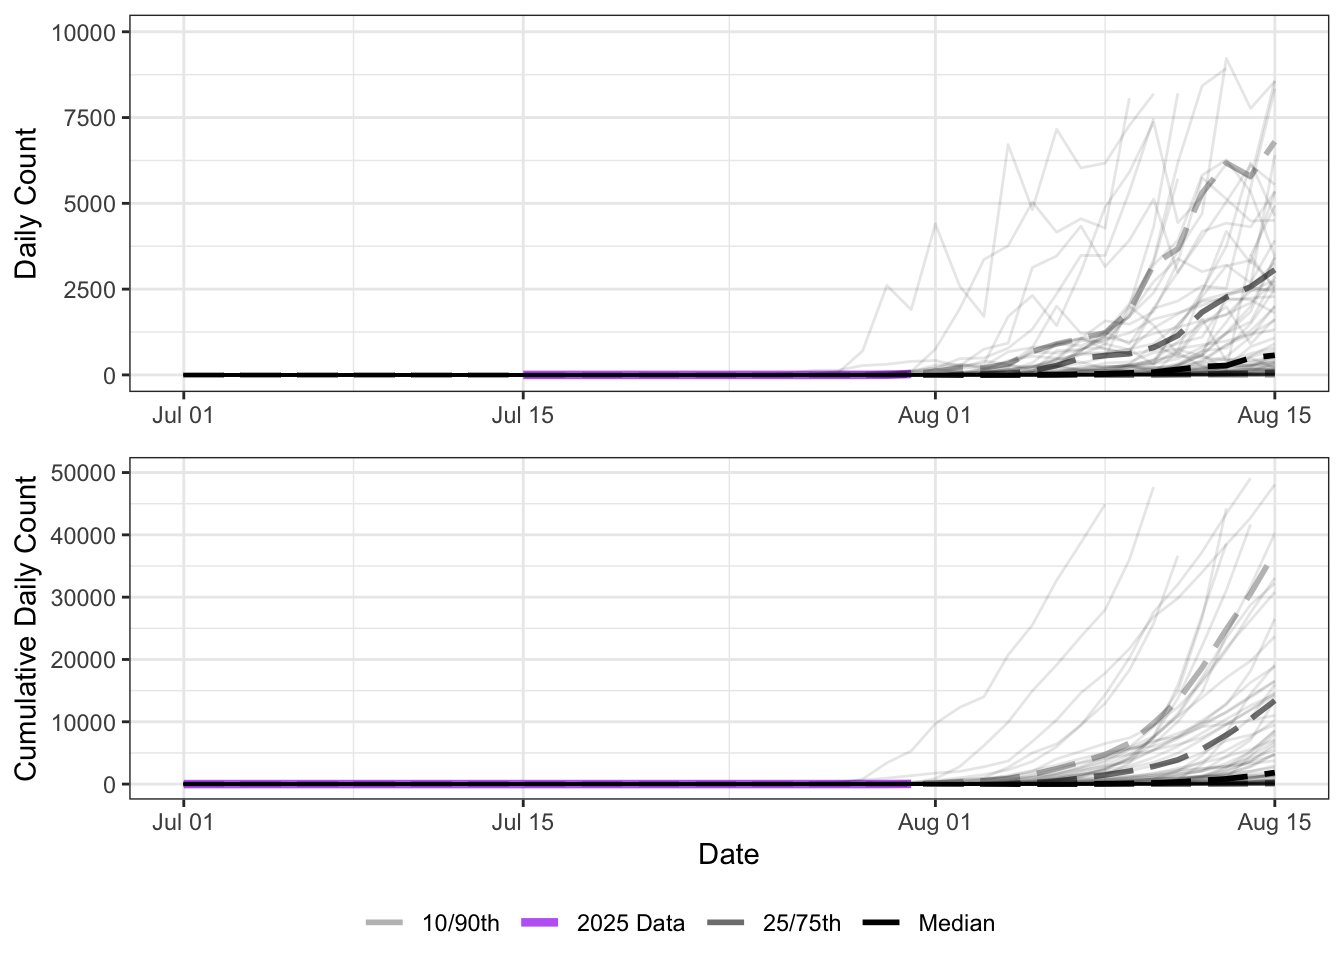 Daily Count
10000
7500
5000
2500
0
Jul 01
Jul 15
Aug 01
Aug 15
Cumulative Daily Count
50000
40000
30000
20000
10000
0
Jul 01
Jul 15
Aug 01
Aug 15
Date
10/90th
2025 Data
25/75th
Median